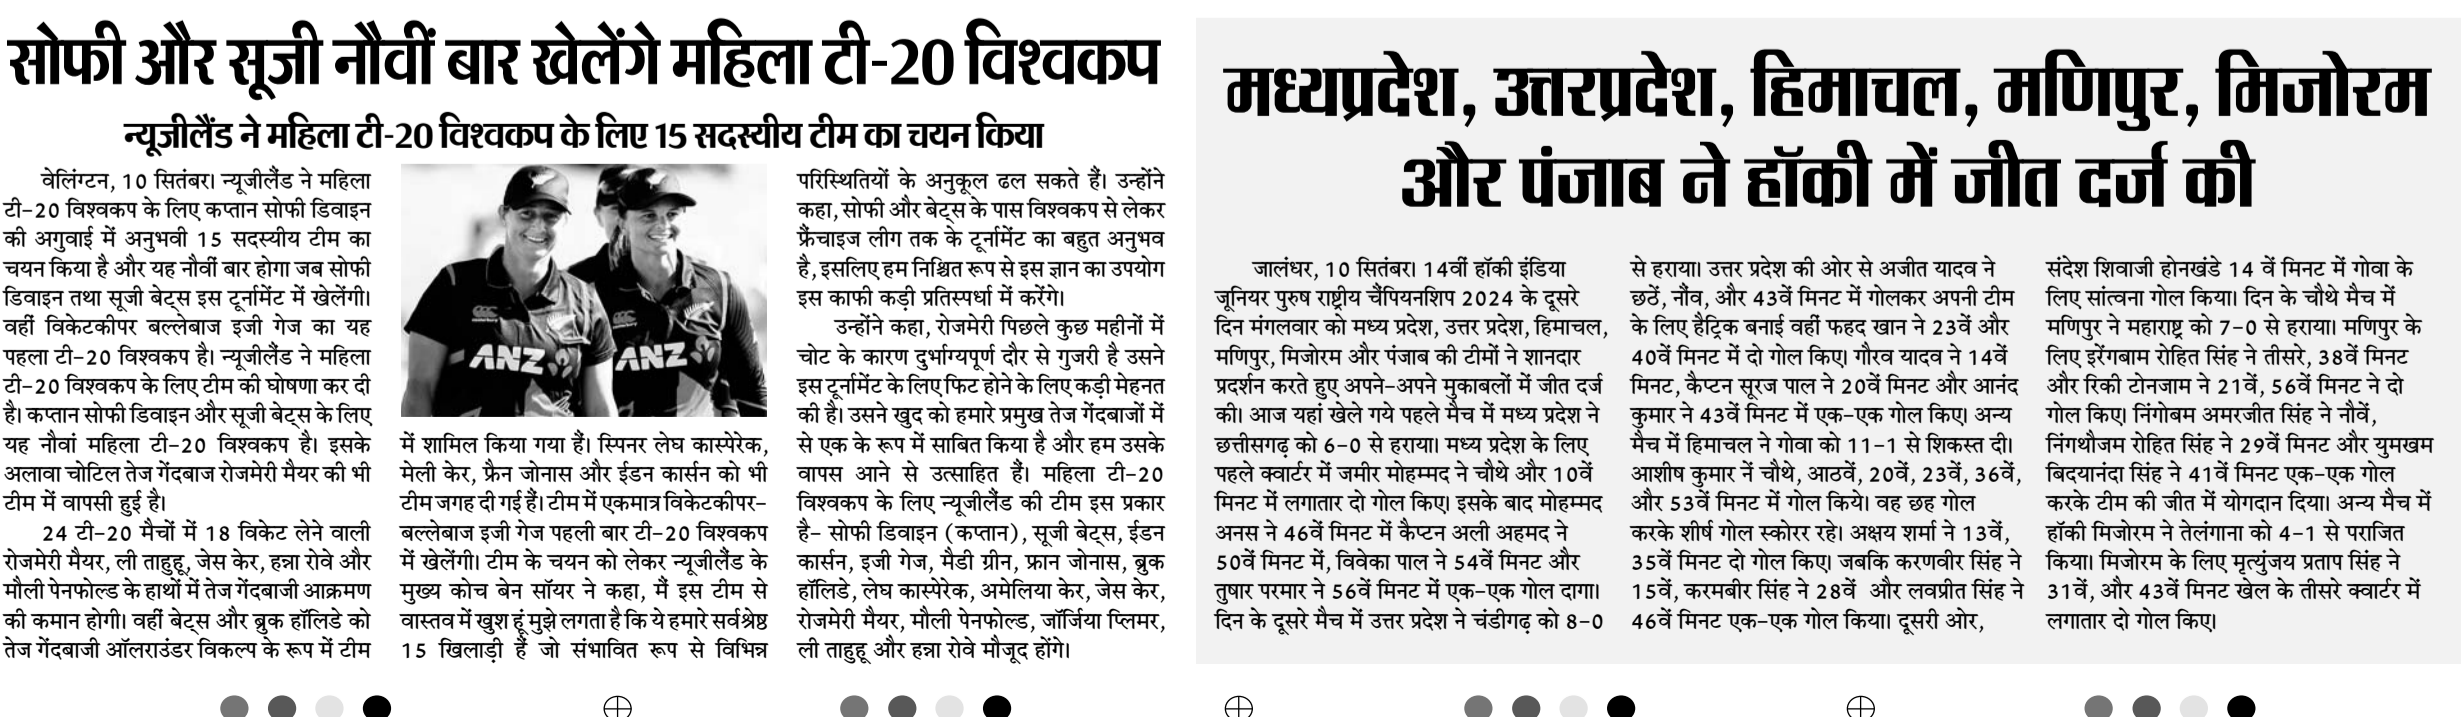 सोफी और सूजी नौवीं बार खेलेंगे महिला टी-20 विश्वकप
न्यूजीलैंड ने महिला टी-20 विश्वकप के लिए 15 सदस्यीय टीम का चयन किया
वेलिंग्टन, 10 सितंबर। न्यूजीलैंड ने महिला
टी-20 विश्वकप के लिए कप्तान सोफी डिवाइन
की अगुवाई में अनुभवी 15 सदस्यीय टीम का
चयन किया है और यह नौवीं बार होगा जब सोफी
डिवाइन तथा सूजी बेट्स इस टूर्नामेंट में खेलेंगी।
वहीं विकेटकीपर बल्लेबाज इजी गेज का यह
पहला टी-20 विश्वकप है। न्यूजीलैंड ने महिला
टी-20 विश्वकप के लिए टीम की घोषणा कर दी
है। कप्तान सोफी डिवाइन और सूजी बेट्स के लिए
यह नौवां महिला टी-20 विश्वकप है। इसके
अलावा चोटिल तेज गेंदबाज रोजमेरी मैयर की भी
टीम में वापसी हुई है।
24 टी-20 मैचों में 18 विकेट लेने वाली
रोजमेरी मैयर, ली ताहुहू, जेस केर, हन्ना रोवे और
मौली पेनफोल्ड के हाथों में तेज गेंदबाजी आक्रमण
की कमान होगी। वहीं बेट्स और ब्रुक हॉलिडे को
तेज गेंदबाजी ऑलराउंडर विकल्प के रूप में टीम
ANZ ANZ
में शामिल किया गया हैं। स्पिनर लेघ कास्पेरेक,
मेली केर, फ्रैन जोनास और ईडन कार्सन को भी
टीम जगह दी गई हैं। टीम में एकमात्र विकेटकीपर-
बल्लेबाज इजी गेज पहली बार टी-20 विश्वकप
में खेलेंगी। टीम के चयन को लेकर न्यूजीलैंड के
मुख्य कोच बेन सॉयर ने कहा, मैं इस टीम से
वास्तव में खुश हूं मुझे लगता है कि ये हमारे सर्वश्रेष्ठ
15 खिलाड़ी हैं जो संभावित रूप से विभिन्न
परिस्थितियों के अनुकूल ढल सकते हैं। उन्होंने
कहा, सोफी और बेट्स के पास विश्वकप से लेकर
फ्रैंचाइज लीग तक के टूर्नामेंट का बहुत अनुभव
है, इसलिए हम निश्चित रूप से इस ज्ञान का उपयोग
इस काफी कड़ी प्रतिस्पर्धा में करेंगे।
उन्होंने कहा, रोजमेरी पिछले कुछ महीनों में
चोट के कारण दुर्भाग्यपूर्ण दौर से गुजरी है उसने
इस टूर्नामेंट के लिए फिट होने के लिए कड़ी मेहनत
की है। उसने खुद को हमारे प्रमुख तेज गेंदबाजों में
से एक के रूप में साबित किया है और हम उसके
वापस आने से उत्साहित हैं। महिला टी-20
विश्वकप के लिए न्यूजीलैंड की टीम इस प्रकार
है- सोफी डिवाइन (कप्तान), सूजी बेट्स, ईडन
कार्सन, इजी गेज, मैडी ग्रीन, फ्रान जोनास, ब्रुक
हॉलिडे, लेघ कास्पेरेक, अमेलिया केर, जेस केर,
रोजमेरी मैयर, मौली पेनफोल्ड, जॉर्जिया प्लिमर,
ली ताहुहू और हन्ना रोवे मौजूद होंगे।
मध्यप्रदेश, उत्तरप्रदेश, हिमाचल, मणिपुर, मिजोरम
और पंजाब ने हॉकी में जीत दर्ज की
जालंधर, 10 सितंबर। 14वीं हॉकी इंडिया
जूनियर पुरुष राष्ट्रीय चैंपियनशिप 2024 के दूसरे
दिन मंगलवार को मध्य प्रदेश, उत्तर प्रदेश, हिमाचल,
मणिपुर, मिजोरम और पंजाब की टीमों ने शानदार
प्रदर्शन करते हुए अपने-अपने मुकाबलों में जीत दर्ज
की। आज यहां खेले गये पहले मैच में मध्य प्रदेश ने
छत्तीसगढ़ को 6-0 से हराया। मध्य प्रदेश के लिए
पहले क्वार्टर में जमीर मोहम्मद ने चौथे और 10वें
मिनट में लगातार दो गोल किए। इसके बाद मोहम्मद
अनस ने 46वें मिनट में कैप्टन अली अहमद ने
50वें मिनट में, विवेका पाल ने 54वें मिनट और
तुषार परमार ने 56वें मिनट में एक-एक गोल दागा।
दिन के दूसरे मैच में उत्तर प्रदेश ने चंडीगढ़ को 8-0
से हराया। उत्तर प्रदेश की ओर से अजीत यादव ने
छठें, नौंव, और 43वें मिनट में गोलकर अपनी टीम
के लिए हैट्रिक बनाई वहीं फहद खान ने 23वें और
40वें मिनट में दो गोल किए। गौरव यादव ने 14वें
मिनट, कैप्टन सूरज पाल ने 20वें मिनट और आनंद
कुमार ने 43वें मिनट में एक-एक गोल किए। अन्य
मैच में हिमाचल ने गोवा को 11-1 से शिकस्त दी।
आशीष कुमार नें चौथे, आठवें, 20वें, 23वें, 36वें,
और 53वें मिनट में गोल किये। वह छह गोल
करके शीर्ष गोल स्कोरर रहे। अक्षय शर्मा ने 13वें,
35वें मिनट दो गोल किए। जबकि करणवीर सिंह ने
15वें, करमबीर सिंह ने 28वें और लवप्रीत सिंह ने
46वें मिनट एक-एक गोल किया। दूसरी ओर,
संदेश शिवाजी होनखंडे 14 वें मिनट में गोवा के
लिए सांत्वना गोल किया। दिन के चौथे मैच में
मणिपुर ने महाराष्ट्र को 7-0 से हराया। मणिपुर के
लिए इरेंगबाम रोहित सिंह ने तीसरे, 38वें मिनट
और रिकी टोनजाम ने 21वें, 56वें मिनट ने दो
गोल किए। निंगोबम अमरजीत सिंह ने नौवें,
निंगथौजम रोहित सिंह ने 29वें मिनट और युमखम
बिदयानंदा सिंह ने 41वें मिनट एक-एक गोल
करके टीम की जीत में योगदान दिया। अन्य मैच में
हॉकी मिजोरम ने तेलंगाना को 4-1 से पराजित
किया। मिजोरम के लिए मृत्युंजय प्रताप सिंह ने
31वें, और 43वें मिनट खेल के तीसरे क्वार्टर में
लगातार दो गोल किए।